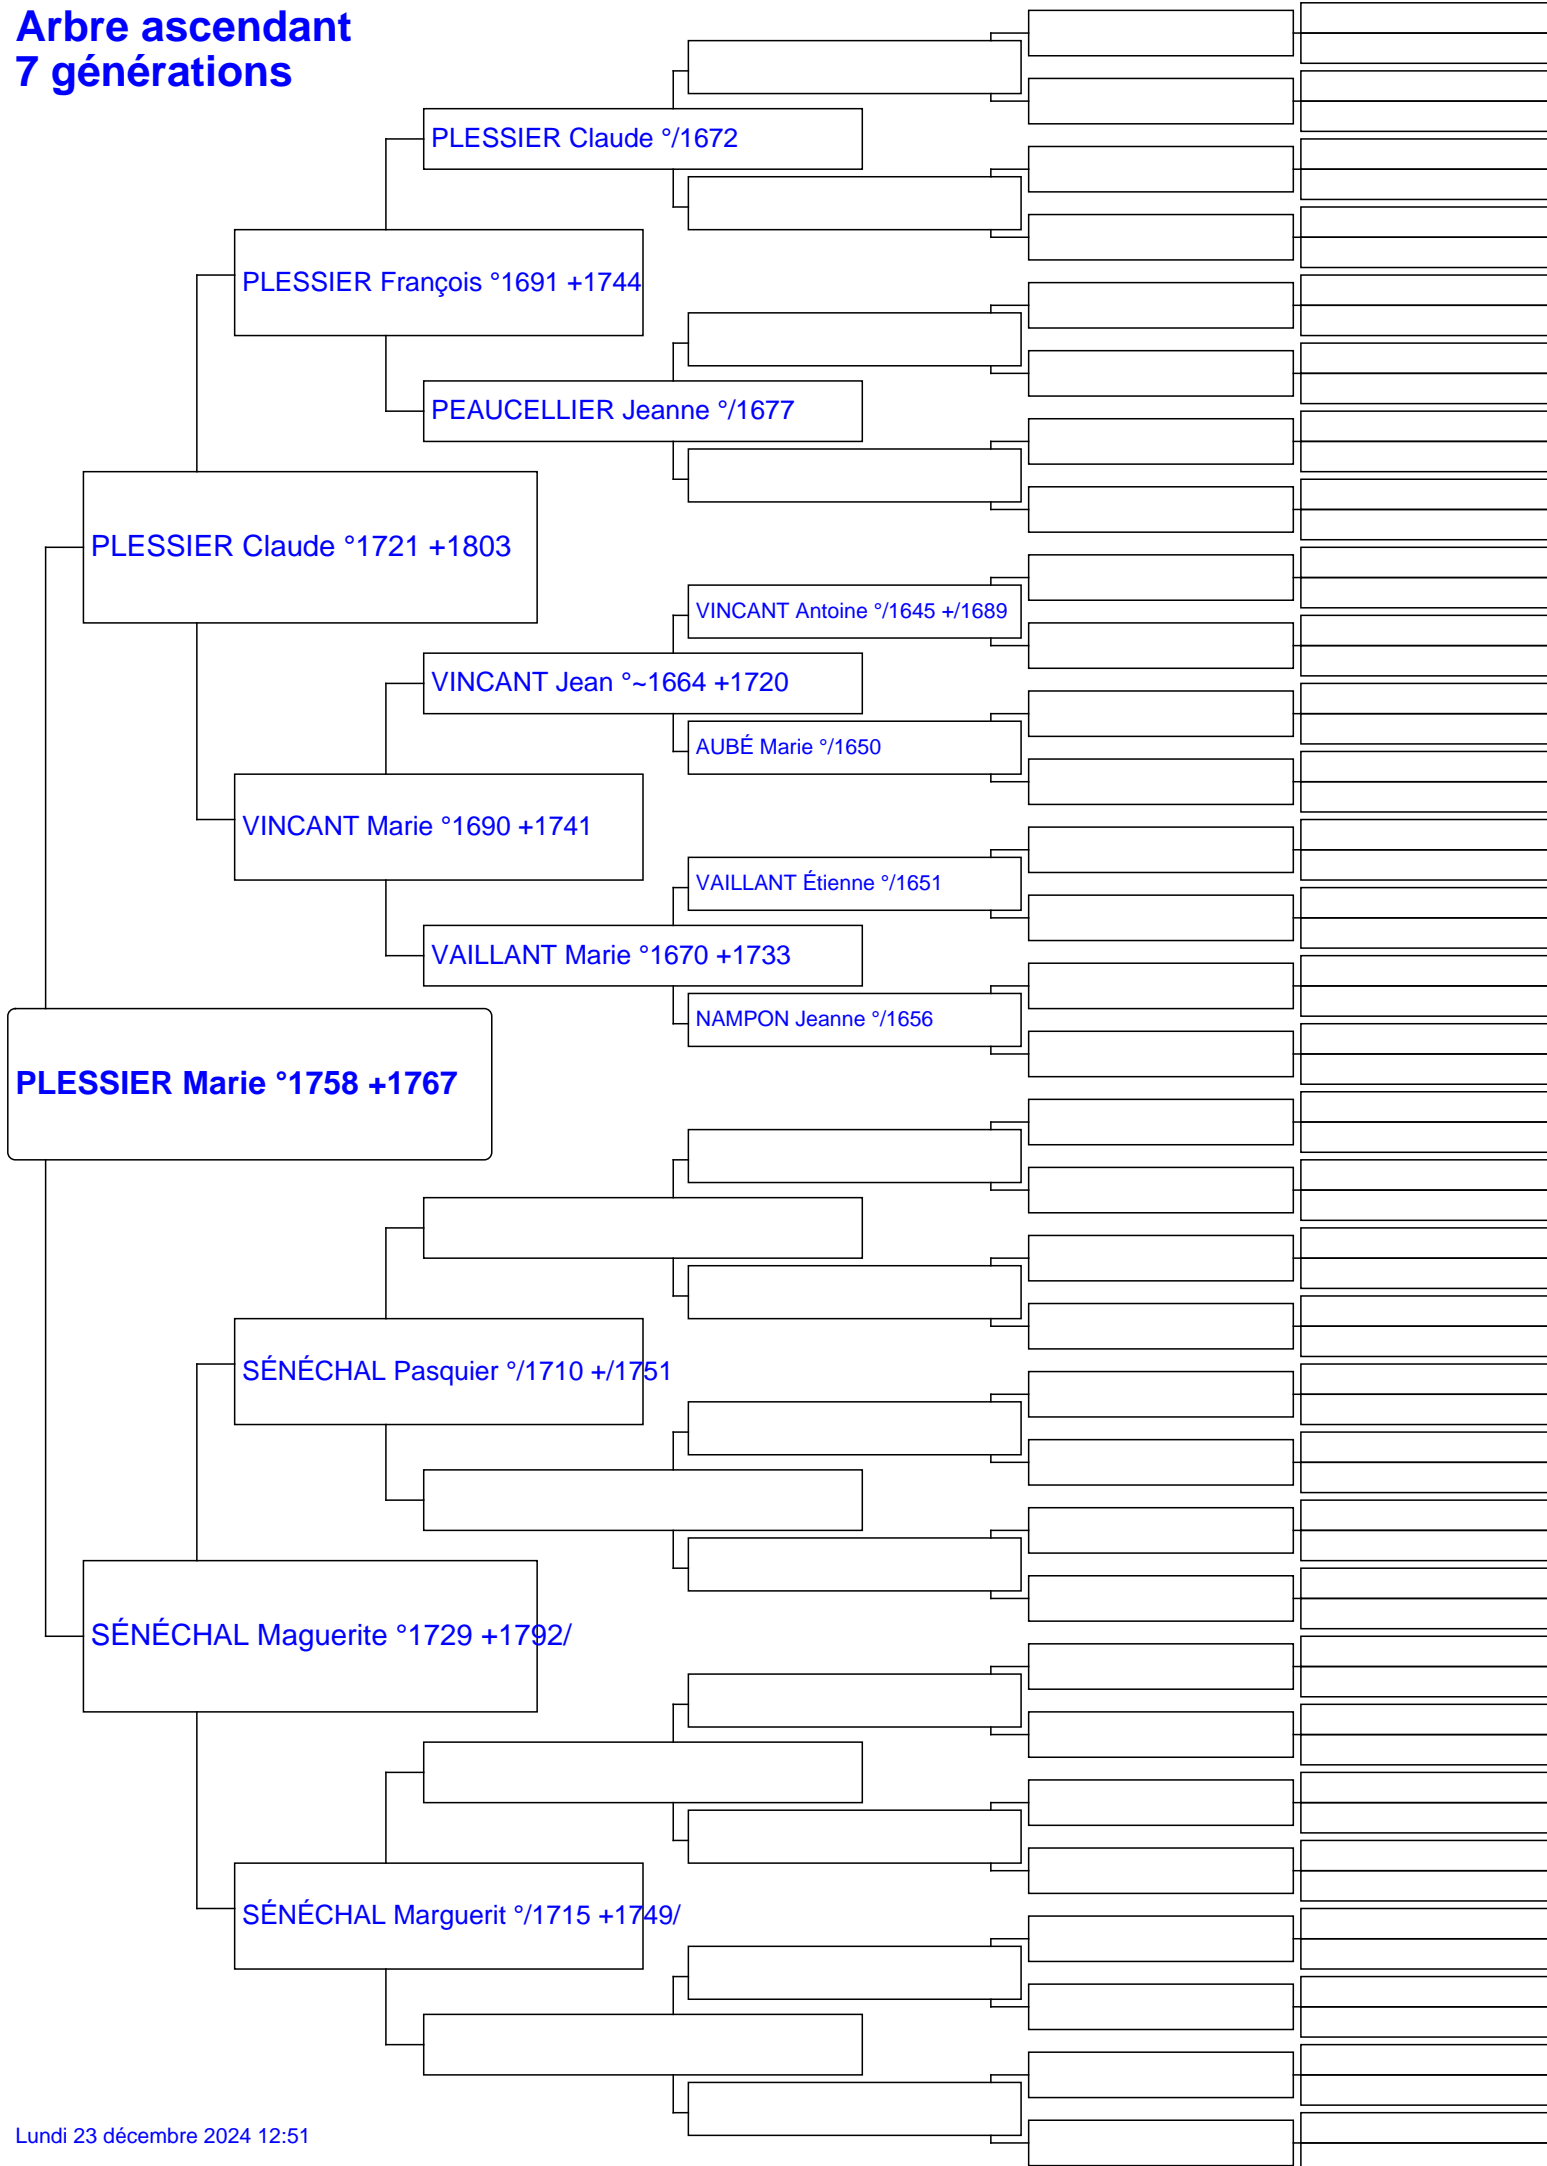 Arbre ascendant
7 générations
PLESSIER Claude °/1672
PLESSIER François °1691 +1744
PEAUCELLIER Jeanne °/1677
PLESSIER Claude °1721 +1803
VINCANT Antoine °/1645 +/1689
VINCANT Jean °~1664 +1720
AUBÉ Marie °/1650
VINCANT Marie °1690 +1741
VAILLANT Étienne °/1651
VAILLANT Marie °1670 +1733
NAMPON Jeanne °/1656
PLESSIER Marie °1758 +1767
SÉNÉCHAL Pasquier °/1710 +/1751
SÉNÉCHAL Maguerite °1729 +1792/
SÉNÉCHAL Marguerit °/1715 +1749/
Lundi 23 décembre 2024 12:51